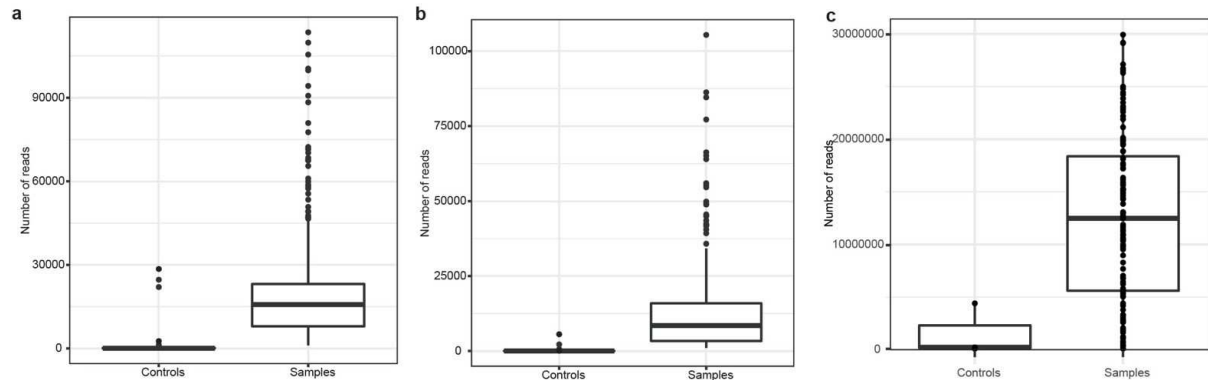 a
Number of reads
90000
60000
30000
0
Controls
Samples
b
Number of reads
100000
75000
50000
25000
0
Controls
Samples
c
Number of reads
30000000
20000000
10000000
0
Controls
Samples